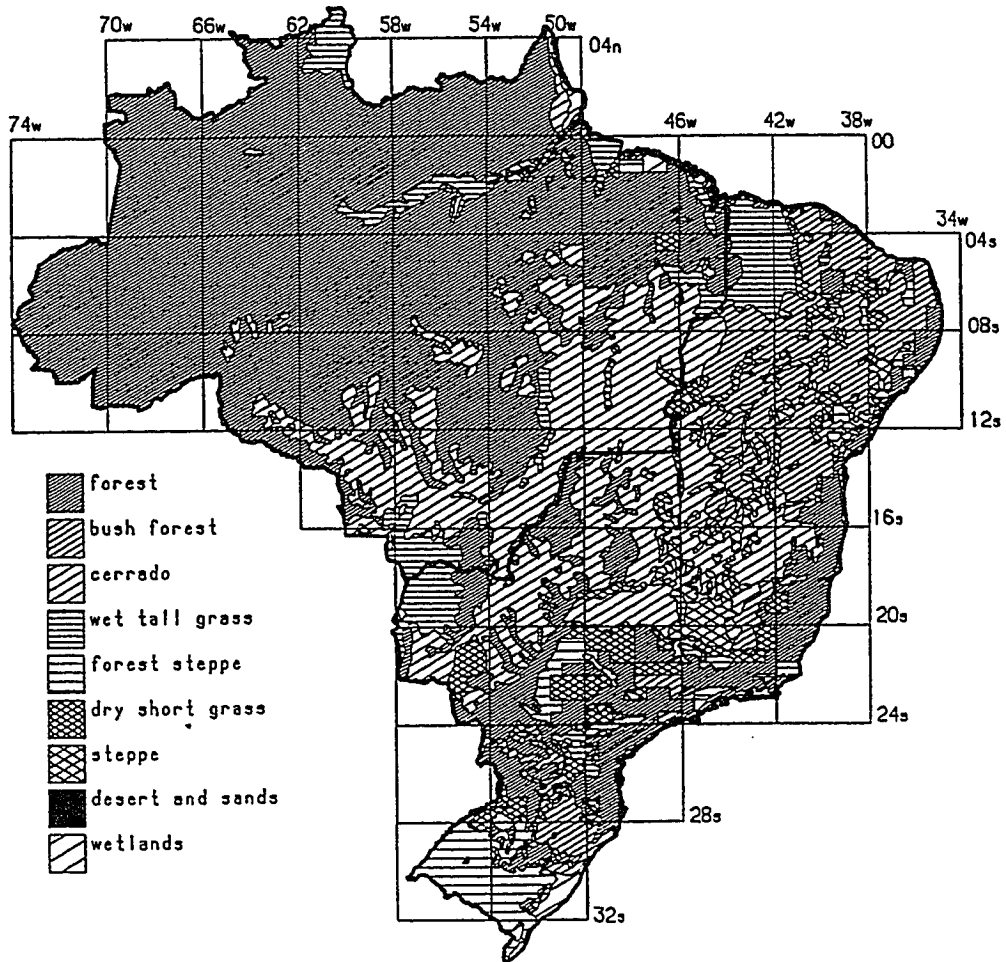 70w 66w 62w 58w 54w 50w
04n
74w 46w 42w 38w
00
34w
04s
08s
12s
forest
bush forest
16s
cerrado
wet tall grass
20s
forest steppe
dry short grass
24s
steppe
desert and sands
28s
wetlands
32s